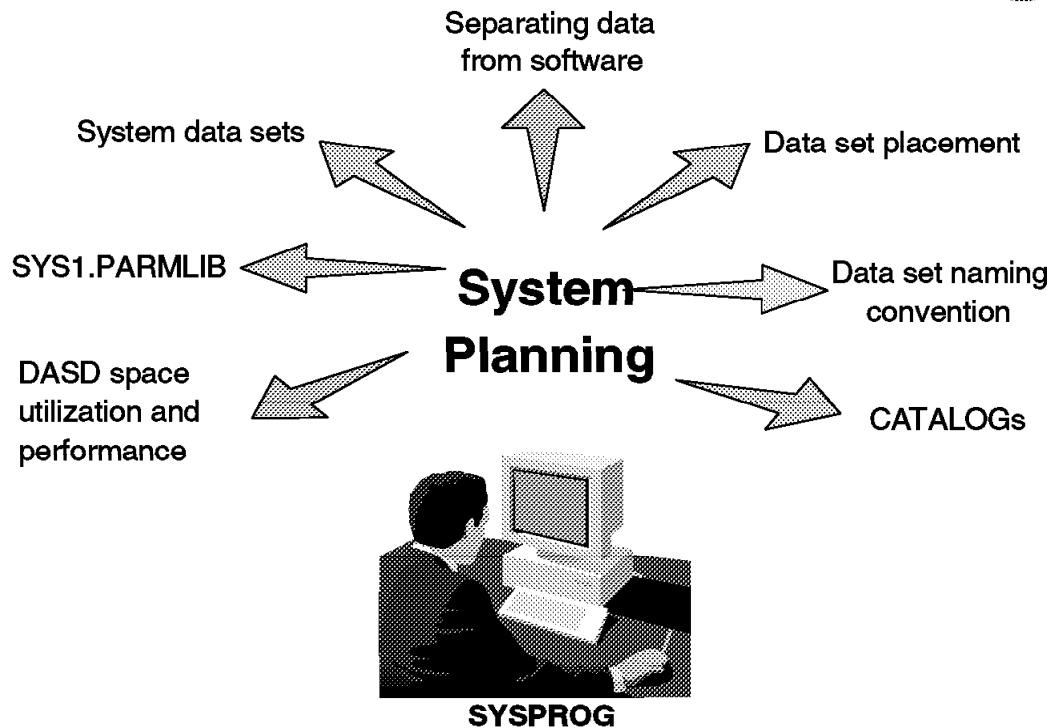 Separating data
from software
System data sets
Data set placement
SYS1.PARMLIB
System
Planning
Data set naming
convention
DASD space
utilization and
performance
CATALOGs
SYSPROG